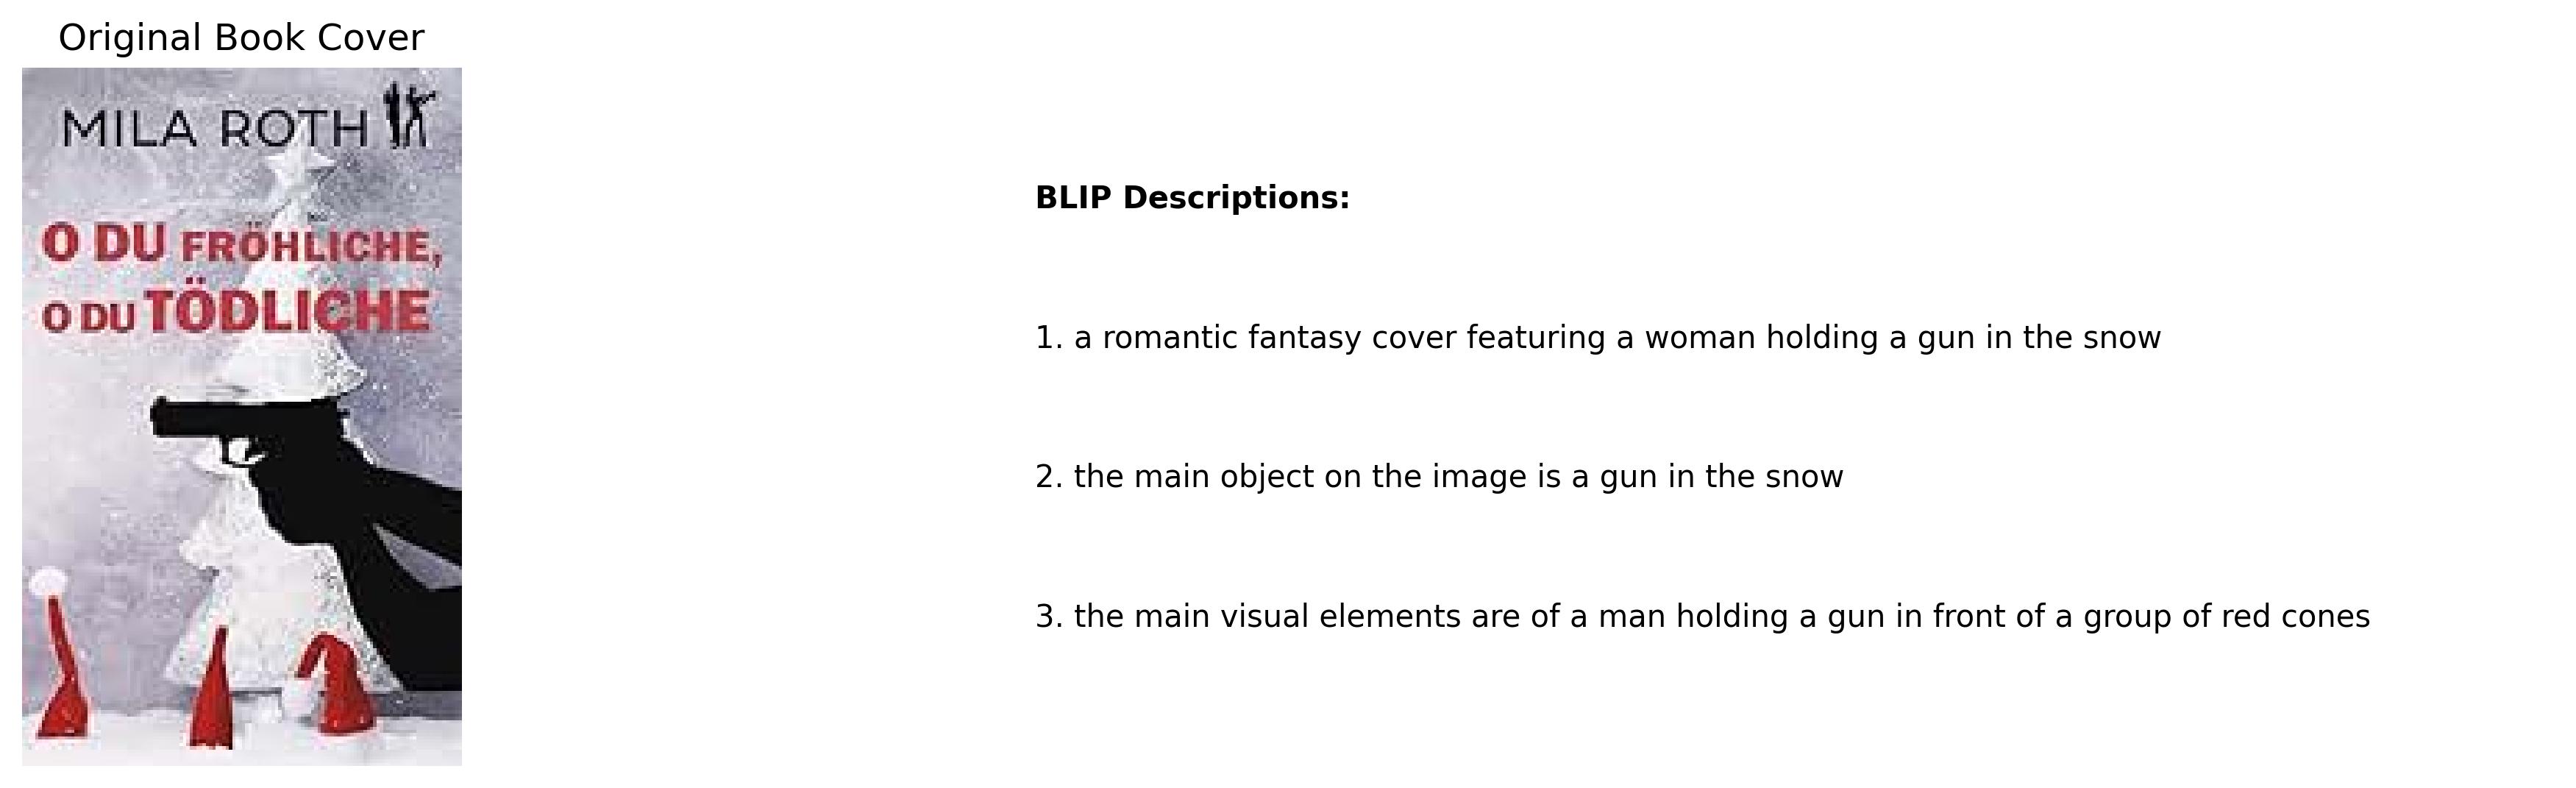 Original Book Cover
MILA ROTH
O DU FRÖHLICHE,
O DU TÖDLICHE
BLIP Descriptions:
1. a romantic fantasy cover featuring a woman holding a gun in the snow
2. the main object on the image is a gun in the snow
3. the main visual elements are of a man holding a gun in front of a group of red cones